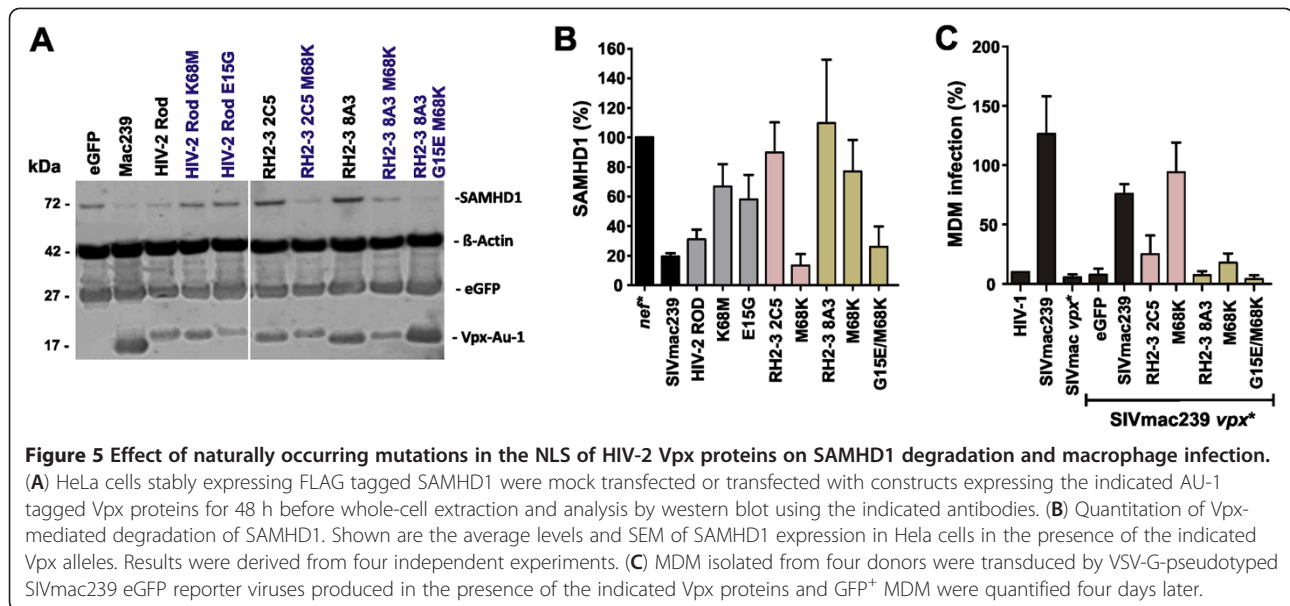 A
eGFP
Mac239
HIV-2 Rod
HIV-2 Rod K68M
HIV-2 Rod E15G
RH2-3 2C5
RH2-3 2C5 M68K
RH2-3 8A3
RH2-3 8A3 M68K
RH2-3 8A3
G15E M68K
kDa
72 -
42 -
27 -
17 -
-SAMHD1
- ß-Actin
- eGFP
- Vpx-Au-1
B
SAMHD1 (%)
160
140
120
100
80
60
40
20
0
nef*
SIVmac239
HIV-2 ROD
K68M
E15G
RH2-3 2C5
M68K
RH2-3 8A3
M68K
G15E/M68K
C
MDM infection (%)
200
150
100
50
0
HIV-1
SIVmac239
SIVmac vpx*
eGFP
SIVmac239
RH2-3 2C5
M68K
RH2-3 8A3
M68K
G15E/M68K
SIVmac239 vpx*
Figure 5 Effect of naturally occurring mutations in the NLS of HIV-2 Vpx proteins on SAMHD1 degradation and macrophage infection.
(A) HeLa cells stably expressing FLAG tagged SAMHD1 were mock transfected or transfected with constructs expressing the indicated AU-1
tagged Vpx proteins for 48 h before whole-cell extraction and analysis by western blot using the indicated antibodies. (B) Quantitation of Vpx-
mediated degradation of SAMHD1. Shown are the average levels and SEM of SAMHD1 expression in Hela cells in the presence of the indicated
Vpx alleles. Results were derived from four independent experiments. (C) MDM isolated from four donors were transduced by VSV-G-pseudotyped
SIVmac239 eGFP reporter viruses produced in the presence of the indicated Vpx proteins and GFP+ MDM were quantified four days later.